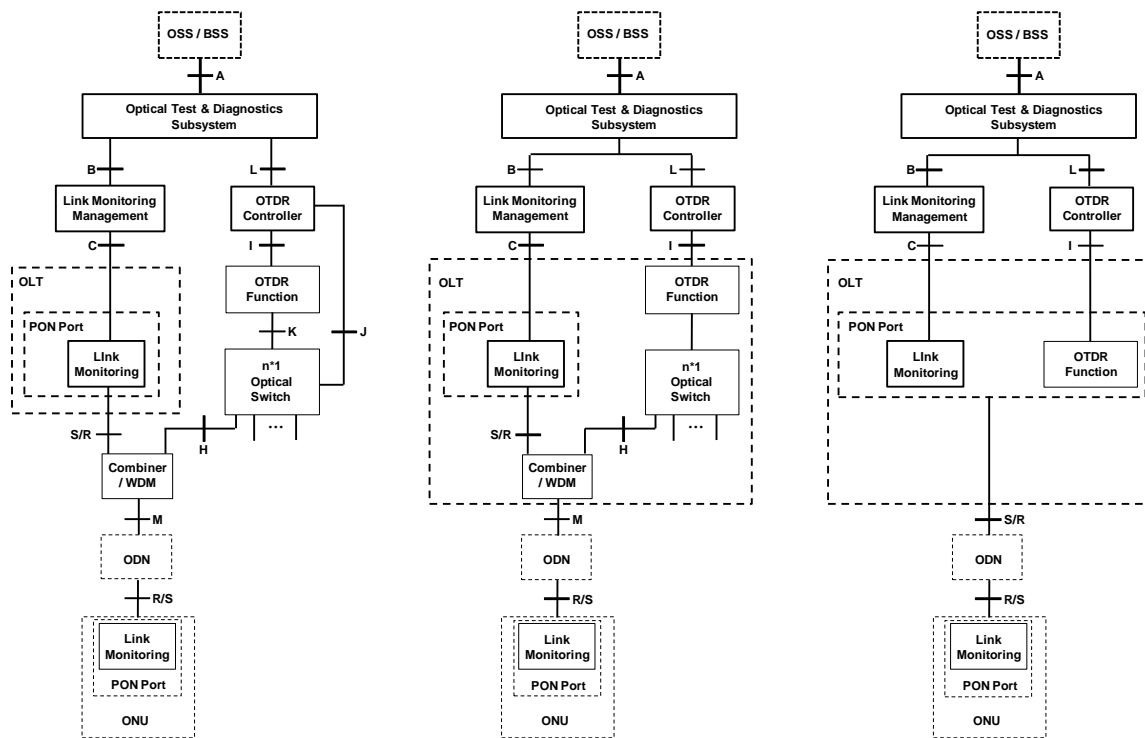 OSS / BSS
A
Optical Test & Diagnostics
Subsystem
B
L
Link Monitoring
Management
OTDR
Controller
C
I
OLT
OTDR
Function
PON Port
K
J
LInk
Monitoring
n*1
Optical
Switch
S/R
H
...
Combiner
/ WDM
M
ODN
R/S
Link
Monitoring
PON Port
ONU
OSS / BSS
A
Optical Test & Diagnostics
Subsystem
B
L
Link Monitoring
Management
OTDR
Controller
C
I
OLT
OTDR
Function
PON Port
LInk
Monitoring
n*1
Optical
Switch
S/R
H
...
Combiner
/ WDM
M
ODN
R/S
Link
Monitoring
PON Port
ONU
OSS / BSS
A
Optical Test & Diagnostics
Subsystem
B
L
Link Monitoring
Management
OTDR
Controller
C
I
OLT
PON Port
LInk
Monitoring
OTDR
Function
S/R
ODN
R/S
Link
Monitoring
PON Port
ONU